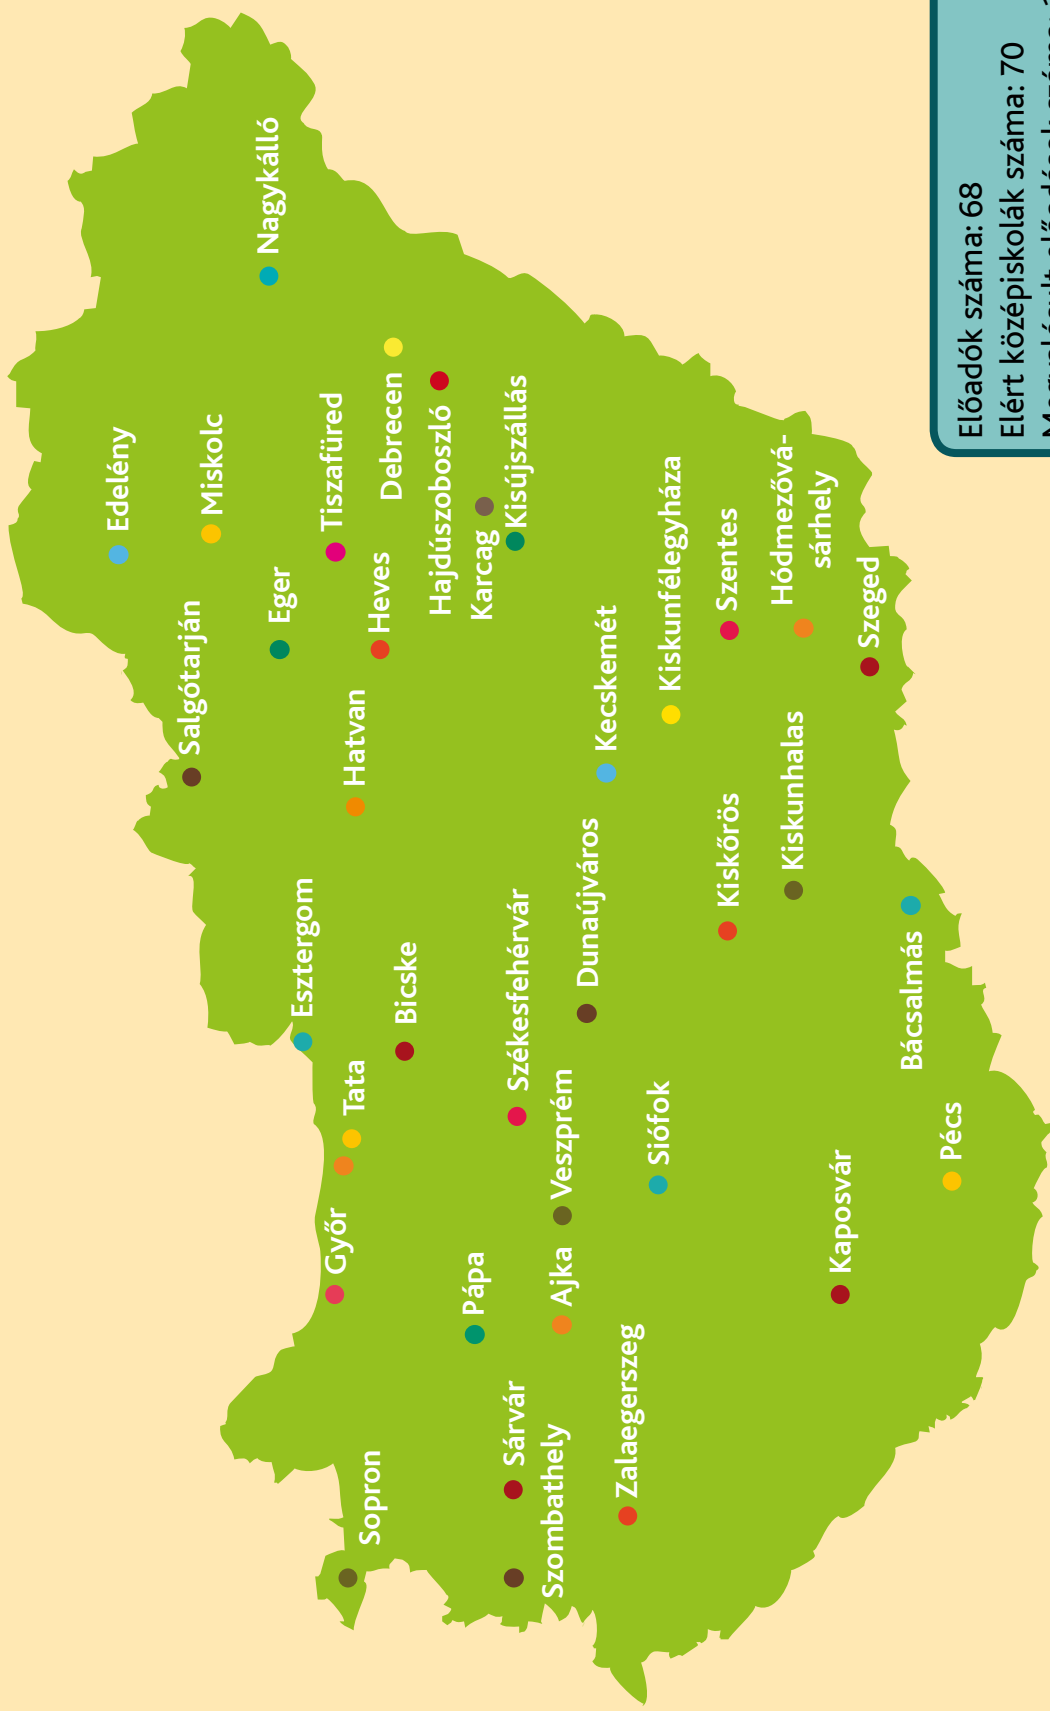 Sopron
Szombathely
Sárvár
Zalaegerszeg
Pápa
Ajka
Győr
Kaposvár
Veszprém
Siófok
Pécs
Tata
Székesfehérvár
Bicske
Esztergom
Bácsalmás
Dunaújváros
Kiskőrös
Kiskunhalas
Hatvan
Salgótarján
Kecskemét
Kiskunfélegyháza
Szeged
Szentes
Hódmezővá-
sárhely
Heves
Eger
Karcag
Hajdúszoboszló
Kisújszállás
Tiszafüred
Edelény
Miskolc
Debrecen
Nagykálló
Előadók száma: 68
Elért középiskolák száma: 70